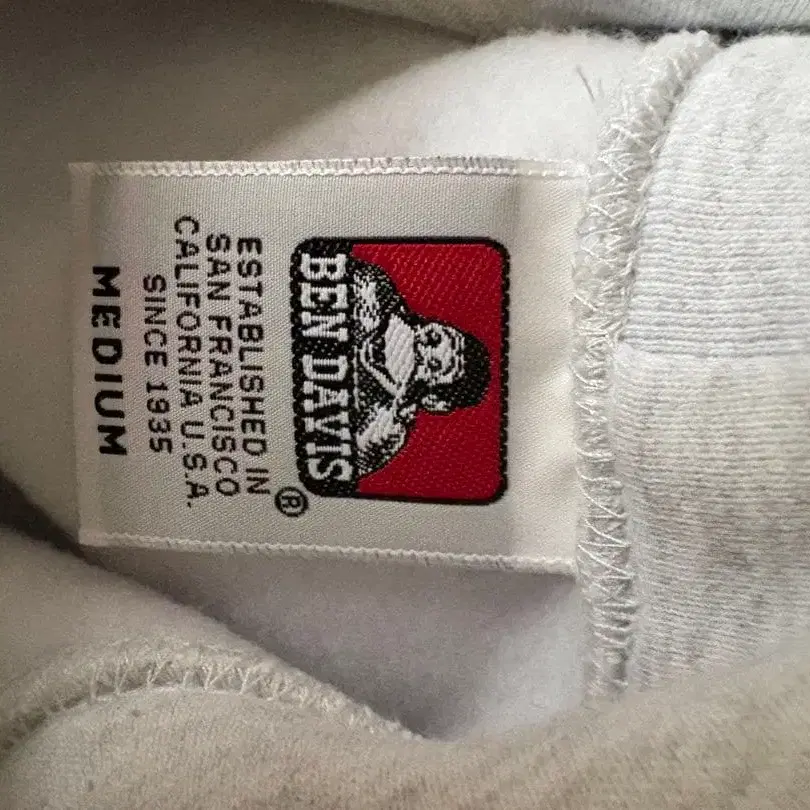 BEN DAVIS
®
ESTABLISHED IN
SAN FRANCISCO
CALIFORNIA U.S.A.
SINCE 1935
MEDIUM